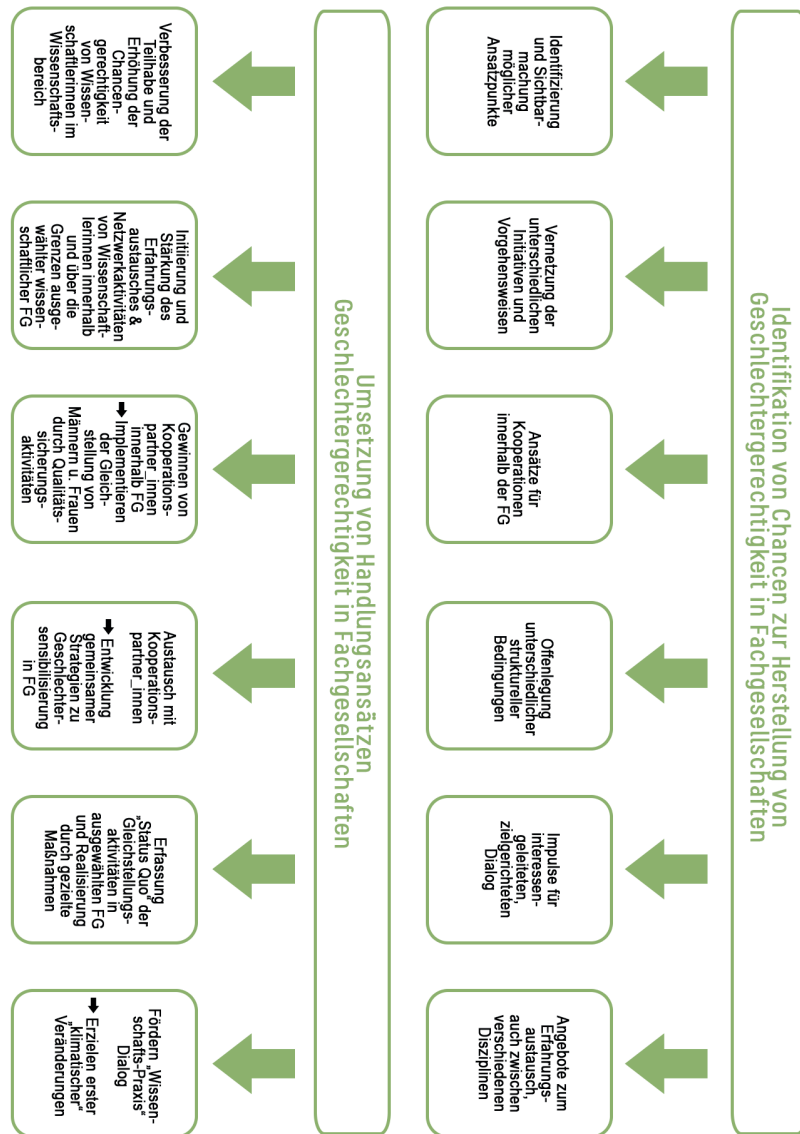 Identifikation von Chancen zur Herstellung von
Geschlechtergerechtigkeit in Fachgesellschaften
Identifizierung
und Sichtbar-
machung
möglicher
Ansatzpunkte
Vernetzung der
unterschiedlichen
Initiativen und
Vorgehensweisen
Ansätze für
Kooperationen
innerhalb der FG
Offenlegung
unterschiedlicher
struktureller
Bedingungen
Impulse für
interessen-
geleiteten,
zielgerichteten
Dialog
Angebote zum
Erfahrungs-
austausch,
auch zwischen
verschiedenen
Disziplinen
Umsetzung von Handlungsansätzen
Geschlechtergerechtigkeit in Fachgesellschaften
Verbesserung der
Teilhabe und
Erhöhung der
Chancen-
gerechtigkeit
von Wissen-
schaftlerinnen im
Wissenschafts-
bereich
Initiierung und
Stärkung des
Erfahrungs-
austausches &
Netzwerkaktivitäten
von Wissenschaft-
lerinnen innerhalb
und über die
Grenzen ausge-
wählter wissen-
schaftlicher FG
Gewinnen von
Kooperations-
partner_innen
innerhalb FG
➡ Implementieren
der Gleich-
stellung von
Männern u. Frauen
durch Qualitäts-
sicherungs-
aktivitäten
Austausch mit
Kooperations-
partner_innen
➡ Entwicklung
gemeinsamer
Strategien zu
Geschlechter-
sensibilisierung
in FG
Erfassung
„Status Quo“ der
Gleichstellungs-
aktivitäten in
ausgewählten FG
und Realisierung
durch gezielte
Maßnahmen
Fördern „Wissen-
schafts-Praxis“
Dialog
➡ Erzielen erster
„klimatischer“
Veränderungen